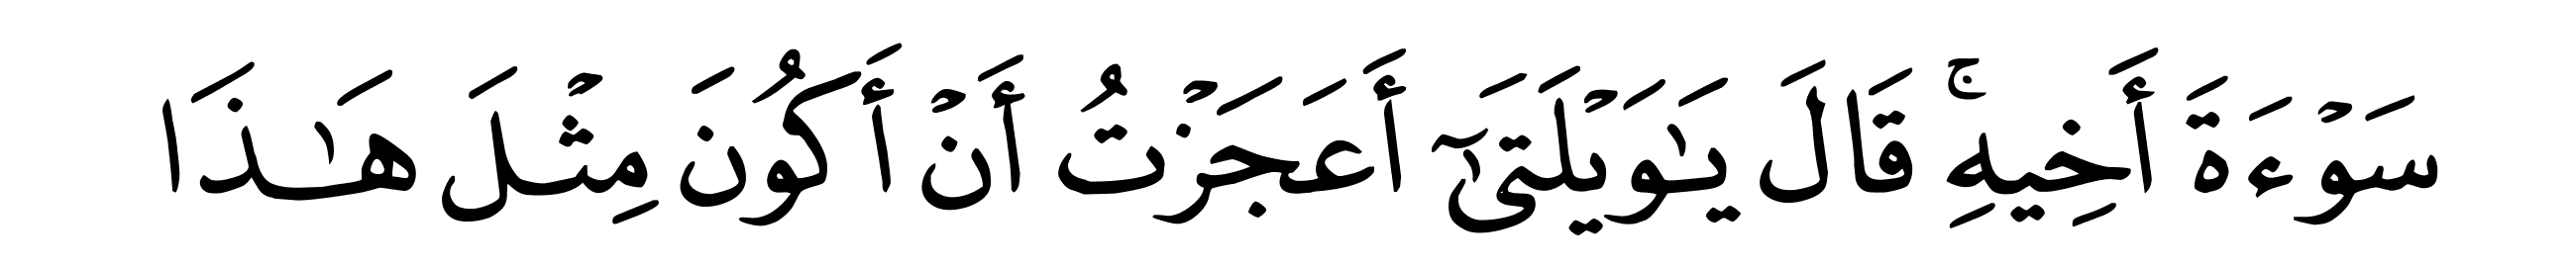 سَوْءَةَ أَخِيهِۚ قَالَ يَٰوَيْلَتَىٰٓ أَعَجَزْتُ أَنْ أَكُونَ مِثْلَ هَٰذَا